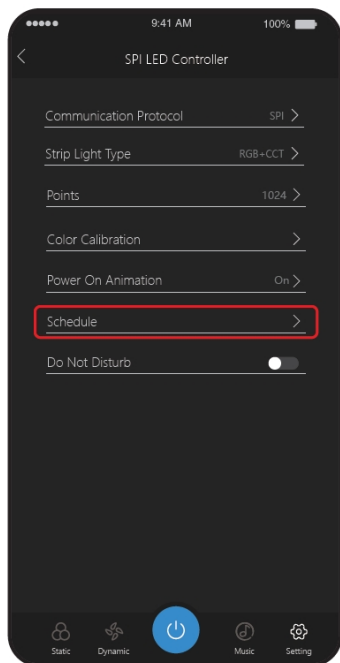 9:41 AM 100%
SPI LED Controller
Communication Protocol SPI
Strip Light Type RGB+CCT
Points 1024
Color Calibration
Power On Animation On
Schedule
Do Not Disturb
Static Dynamic Music Setting